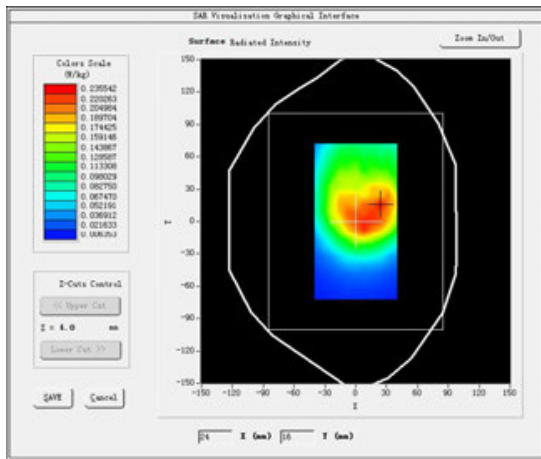 SAR Visualisation Graphical Interface
Surface Radiated Intensity
Zoom In/Out
Colors Scale
(W/kg)
0.235542
0.220263
0.204984
0.189704
0.174425
0.159146
0.143867
0.128587
0.113308
0.098029
0.082750
0.067470
0.052191
0.036912
0.021633
0.006353
150
120
90
60
30
0
-30
-60
-90
-120
-150
Y
-150 -120 -90 -60 -30 0 30 60 90 120 150
X
Z-Cuts Control
<< Upper Cut
Z = 4.0 mm
Lower Cut >>
SAVE Cancel
24 X (mm) 16 Y (mm)